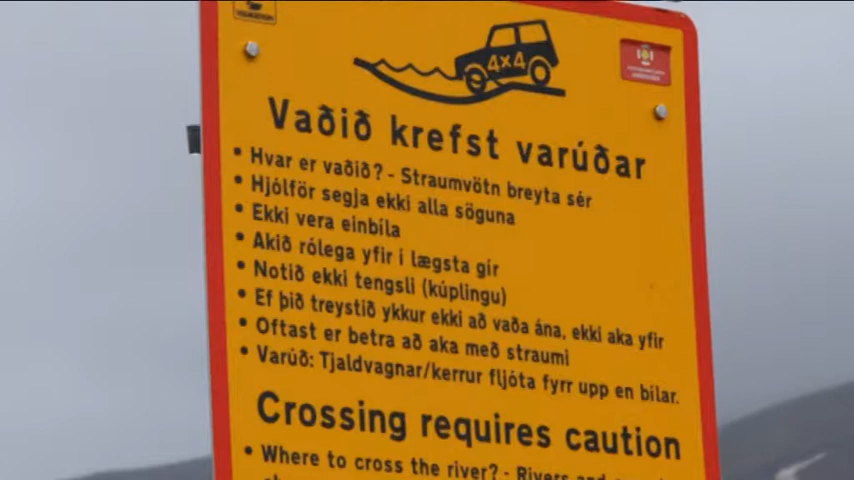 4x4
Vaðið krefst varúðar
• Hvar er vaðið? - Straumvötn breyta sér
• Hjólför segja ekki alla söguna
• Ekki vera einbíla
• Akið rólega yfir í lægsta gír
• Notið ekki tengsli (kúplingu)
• Ef þið treystið ykkur ekki að vaða ána, ekki aka yfir
• Oftast er betra að aka með straumi
• Varúð: Tjaldvagnar/kerrur fljóta fyrr upp en bílar.
Crossing requires caution
• Where to cross the river? - Rivers and